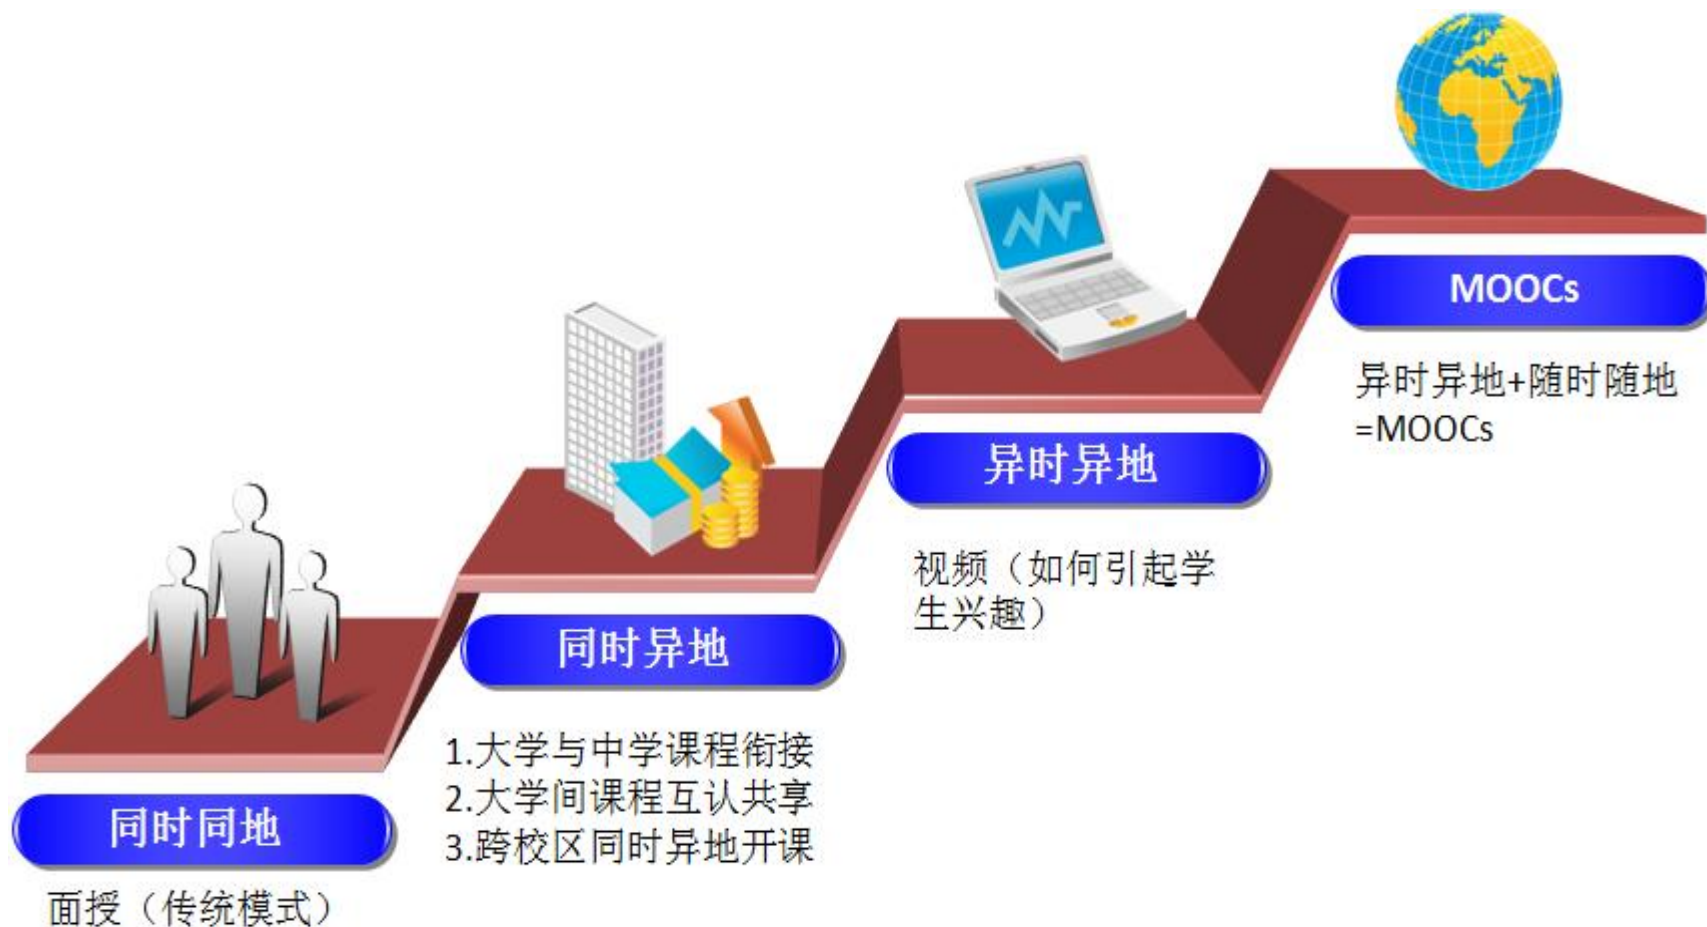 同时同地
面授（传统模式）
同时异地
1.大学与中学课程衔接
2.大学间课程互认共享
3.跨校区同时异地开课
异时异地
视频（如何引起学
生兴趣）
MOOCs
异时异地+随时随地
=MOOCs